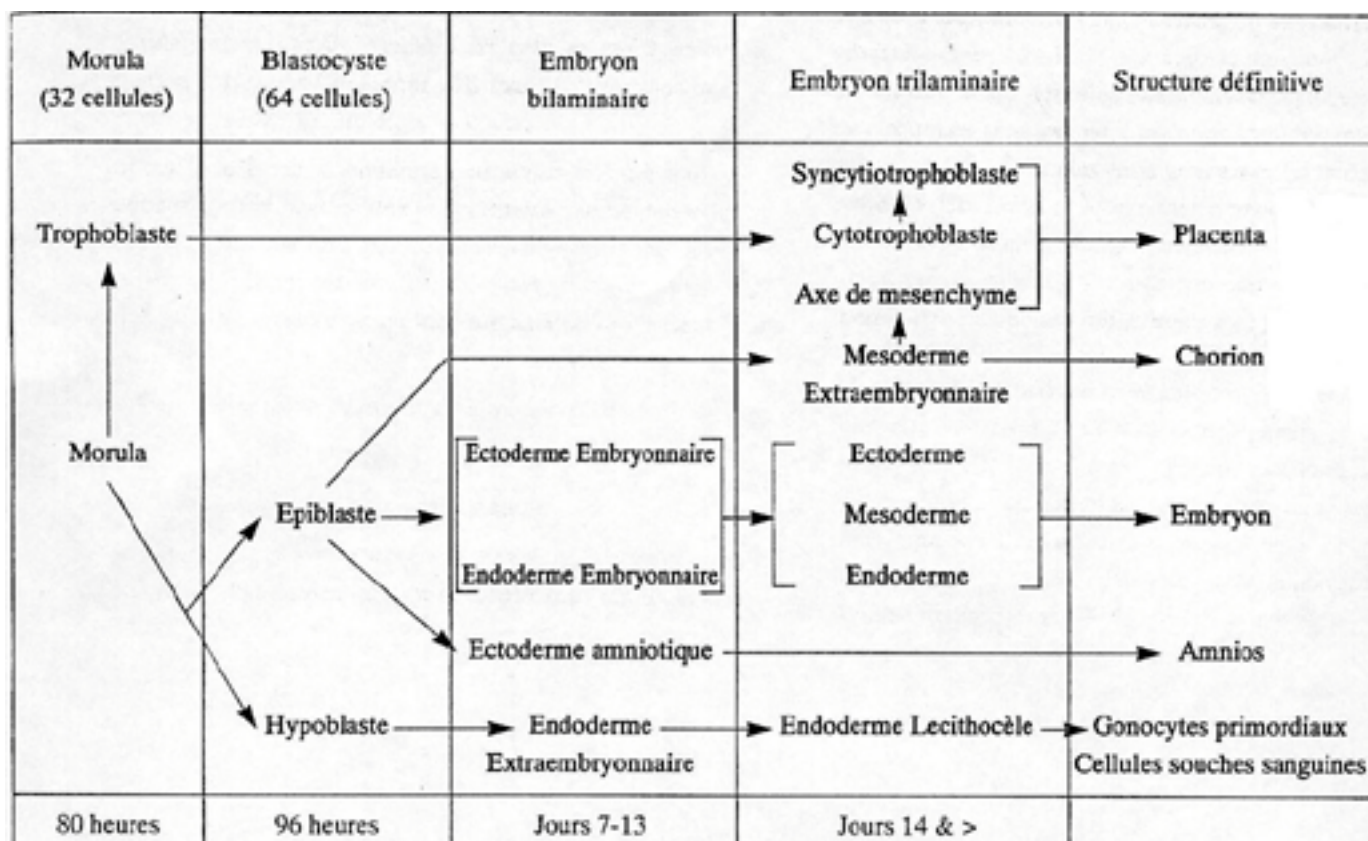 Morula
(32 cellules)
Blastocyste
(64 cellules)
Embryon
bilaminaire
Embryon trilaminaire
Structure définitive
Syncytiotrophoblaste
Trophoblaste
Cytotrophoblaste
Placenta
Axe de mesenchyme
Mesoderme
Extraembryonnaire
Chorion
Morula
Ectoderme Embryonnaire
Ectoderme
Epiblaste
Mesoderme
Embryon
Endoderme Embryonnaire
Endoderme
Ectoderme amniotique
Amnios
Hypoblaste
Endoderme
Extraembryonnaire
Endoderme Lecithocèle
Gonocytes primordiaux
Cellules souches sanguines
80 heures
96 heures
Jours 7-13
Jours 14 & >